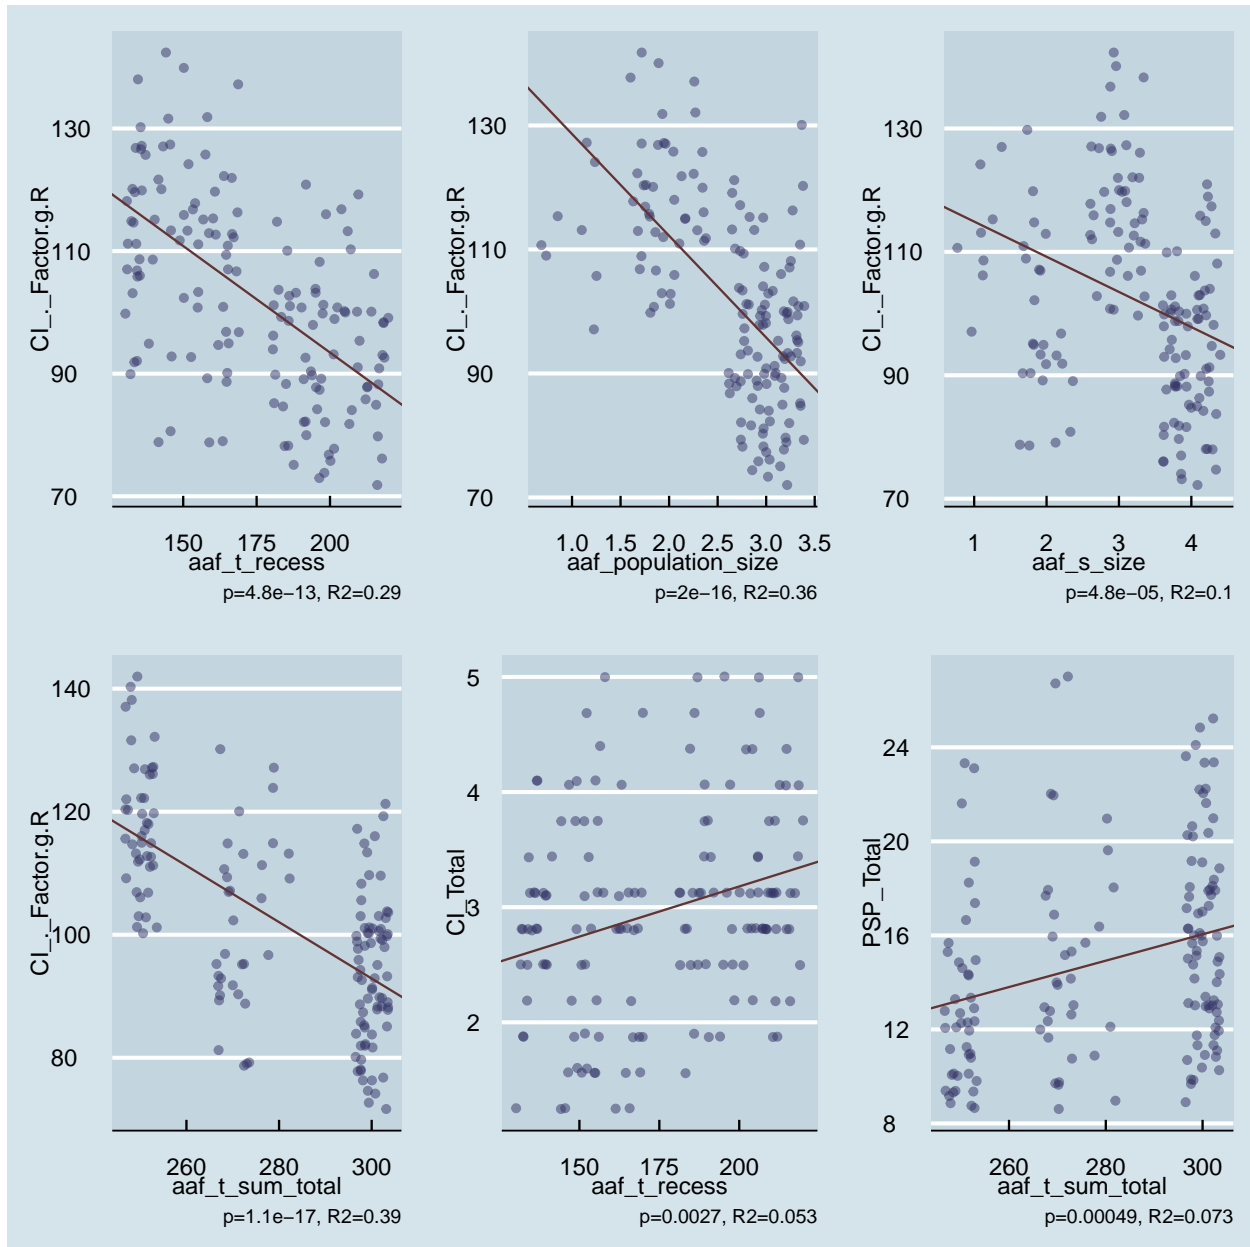 CI_._Factor.g.R
130
110
90
70
150 175 200
aaf_t_recess
p=4.8e−13, R2=0.29
CI_._Factor.g.R
130
110
90
70
1.0 1.5 2.0 2.5 3.0 3.5
aaf_population_size
p=2e−16, R2=0.36
CI_._Factor.g.R
130
110
90
70
1 2 3 4
aaf_s_size
p=4.8e−05, R2=0.1
CI_._Factor.g.R
140
120
100
80
260 280 300
aaf_t_sum_total
p=1.1e−17, R2=0.39
CI_Total
5
4
3
2
150 175 200
aaf_t_recess
p=0.0027, R2=0.053
PSP_Total
24
20
16
12
8
260 280 300
aaf_t_sum_total
p=0.00049, R2=0.073